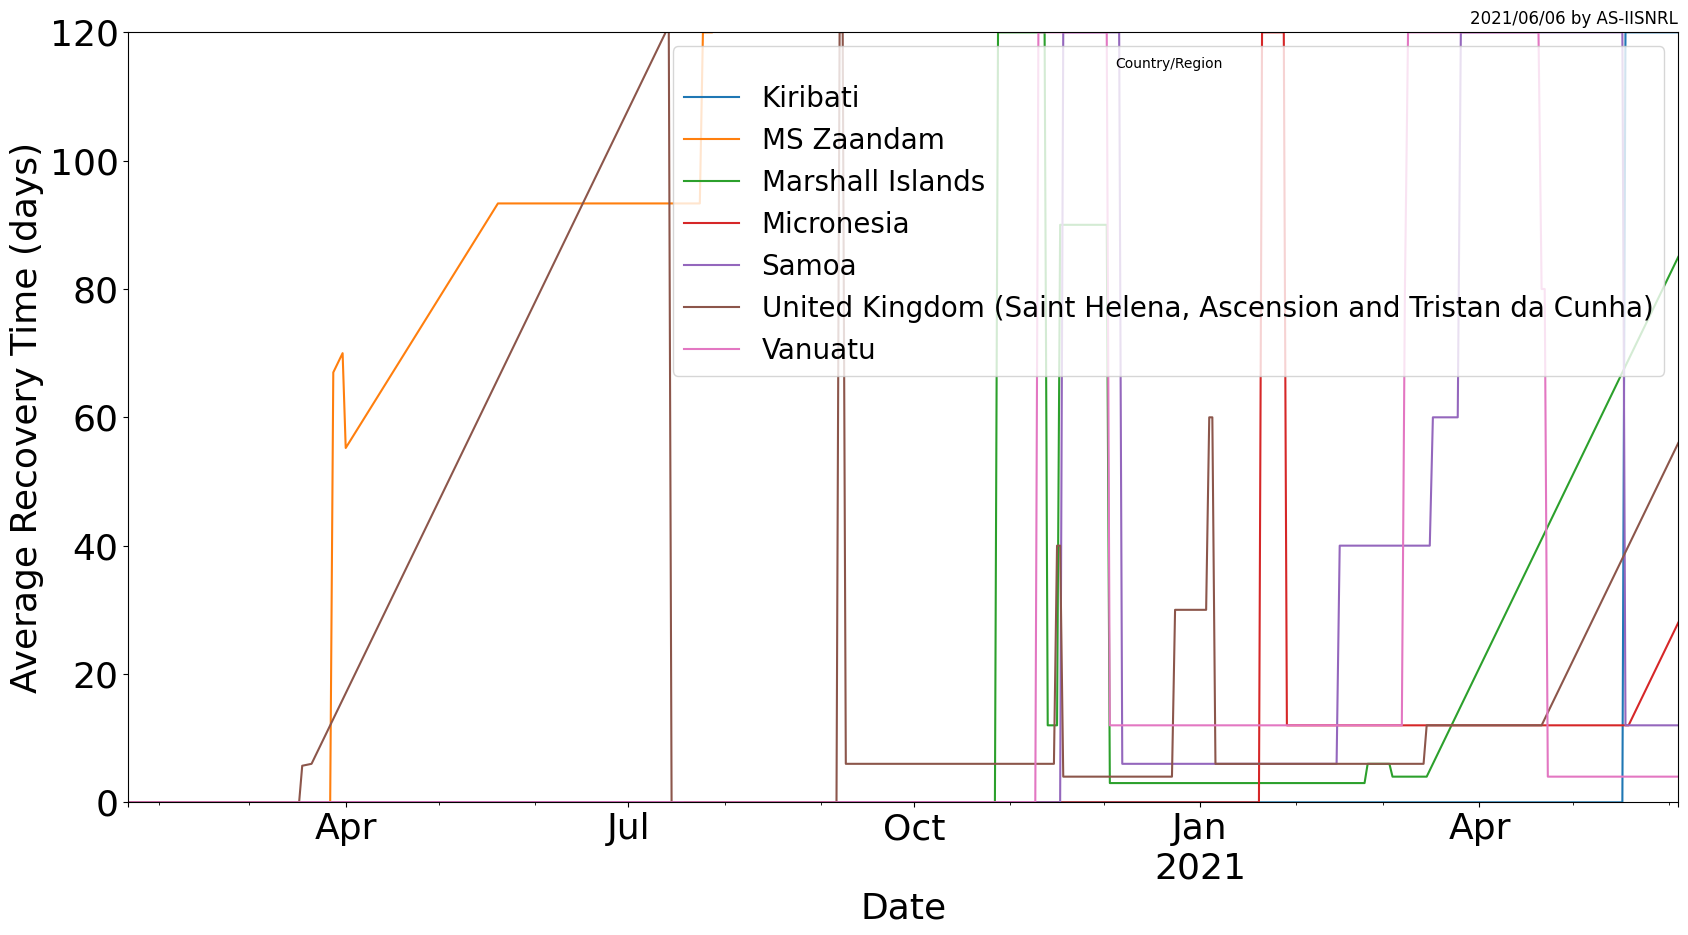 2021/06/06 by AS-IISNRL
120
100
80
60
40
20
0
Average Recovery Time (days)
Country/Region
Kiribati
MS Zaandam
Marshall Islands
Micronesia
Samoa
United Kingdom (Saint Helena, Ascension and Tristan da Cunha)
Vanuatu
Apr
Jul
Oct
Jan
2021
Apr
Date